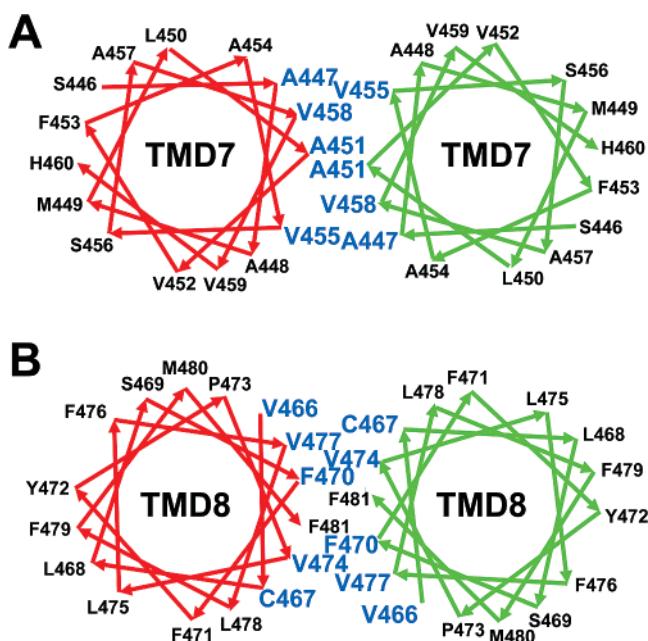 A
L450 A454 V459 V452
A457 A448 S456
S446 A447 V455 M449
V458
F453 A451 H460
H460 TMD7 A451 TMD7 F453
M449 V458 S446
S456 V455 A447 A457
V452 V459 A448 A454 L450
B
M480 F471
S469 P473 L478 L475
F476 V466 C467 L468
V477 V474 F479
Y472 F470 F481 Y472
F479 TMD8 F481 TMD8
L468 F470
V474 V477 F476
L475 C467 V466 S469
F471 L478 P473 M480